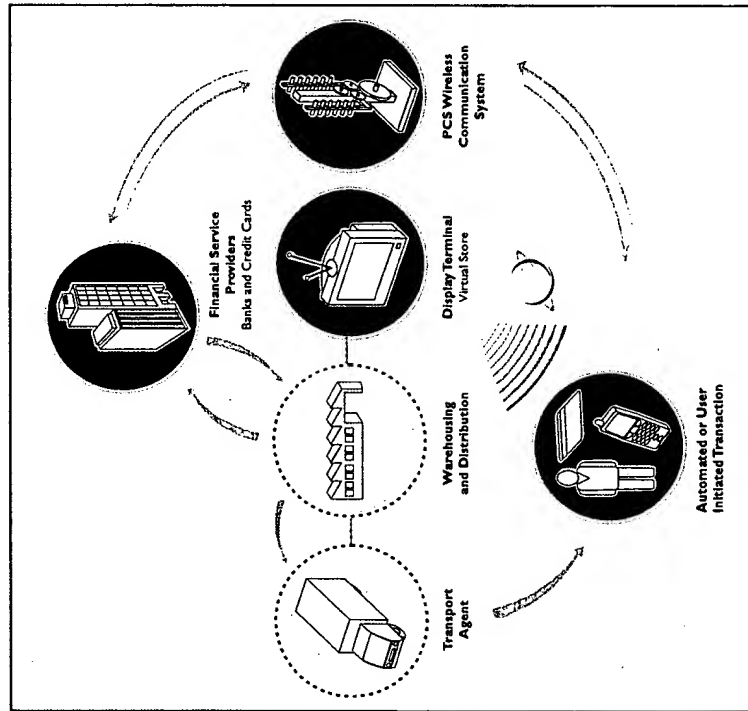 Financial Service
Providers
Banks and Credit Cards
Transport
Agent
Warehousing
and Distribution
Display Terminal
Virtual Store
PCS Wireless
Communication
System
Automated or User
Initiated Transaction